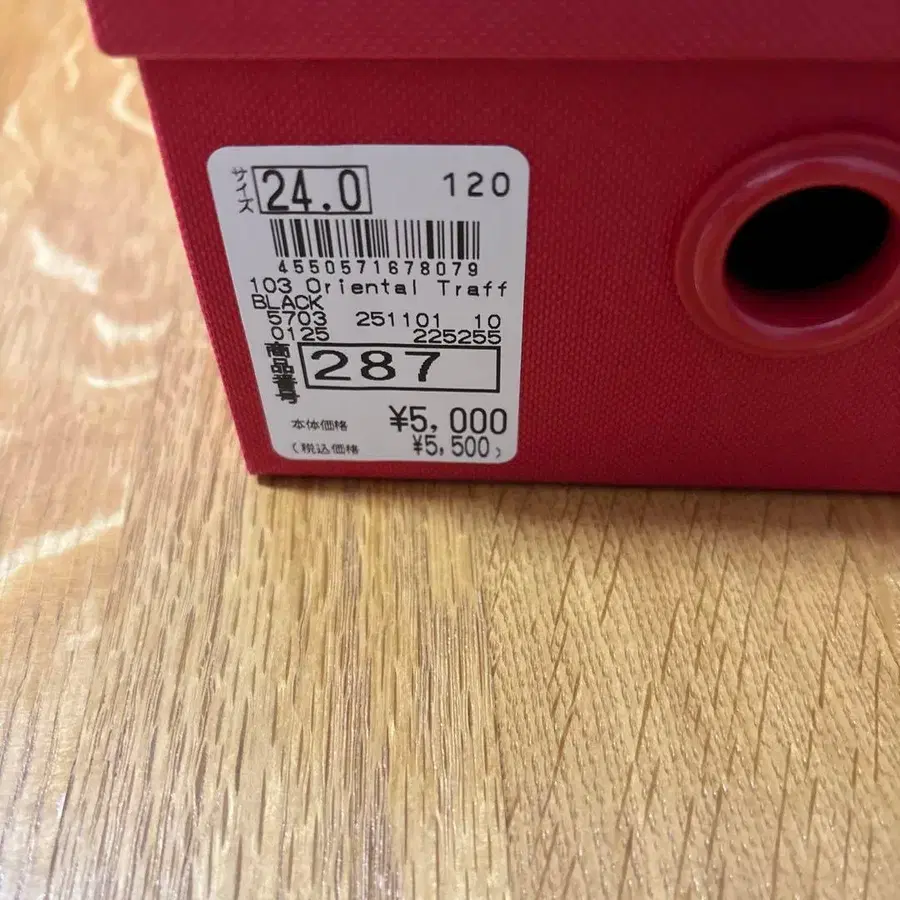 サイズ 24.0 120
4550571678079
103 Oriental Traff
BLACK
5703 251101 10
0125 225255
商品番号 287
本体価格 ¥5,000
(税込価格 ¥5,500)